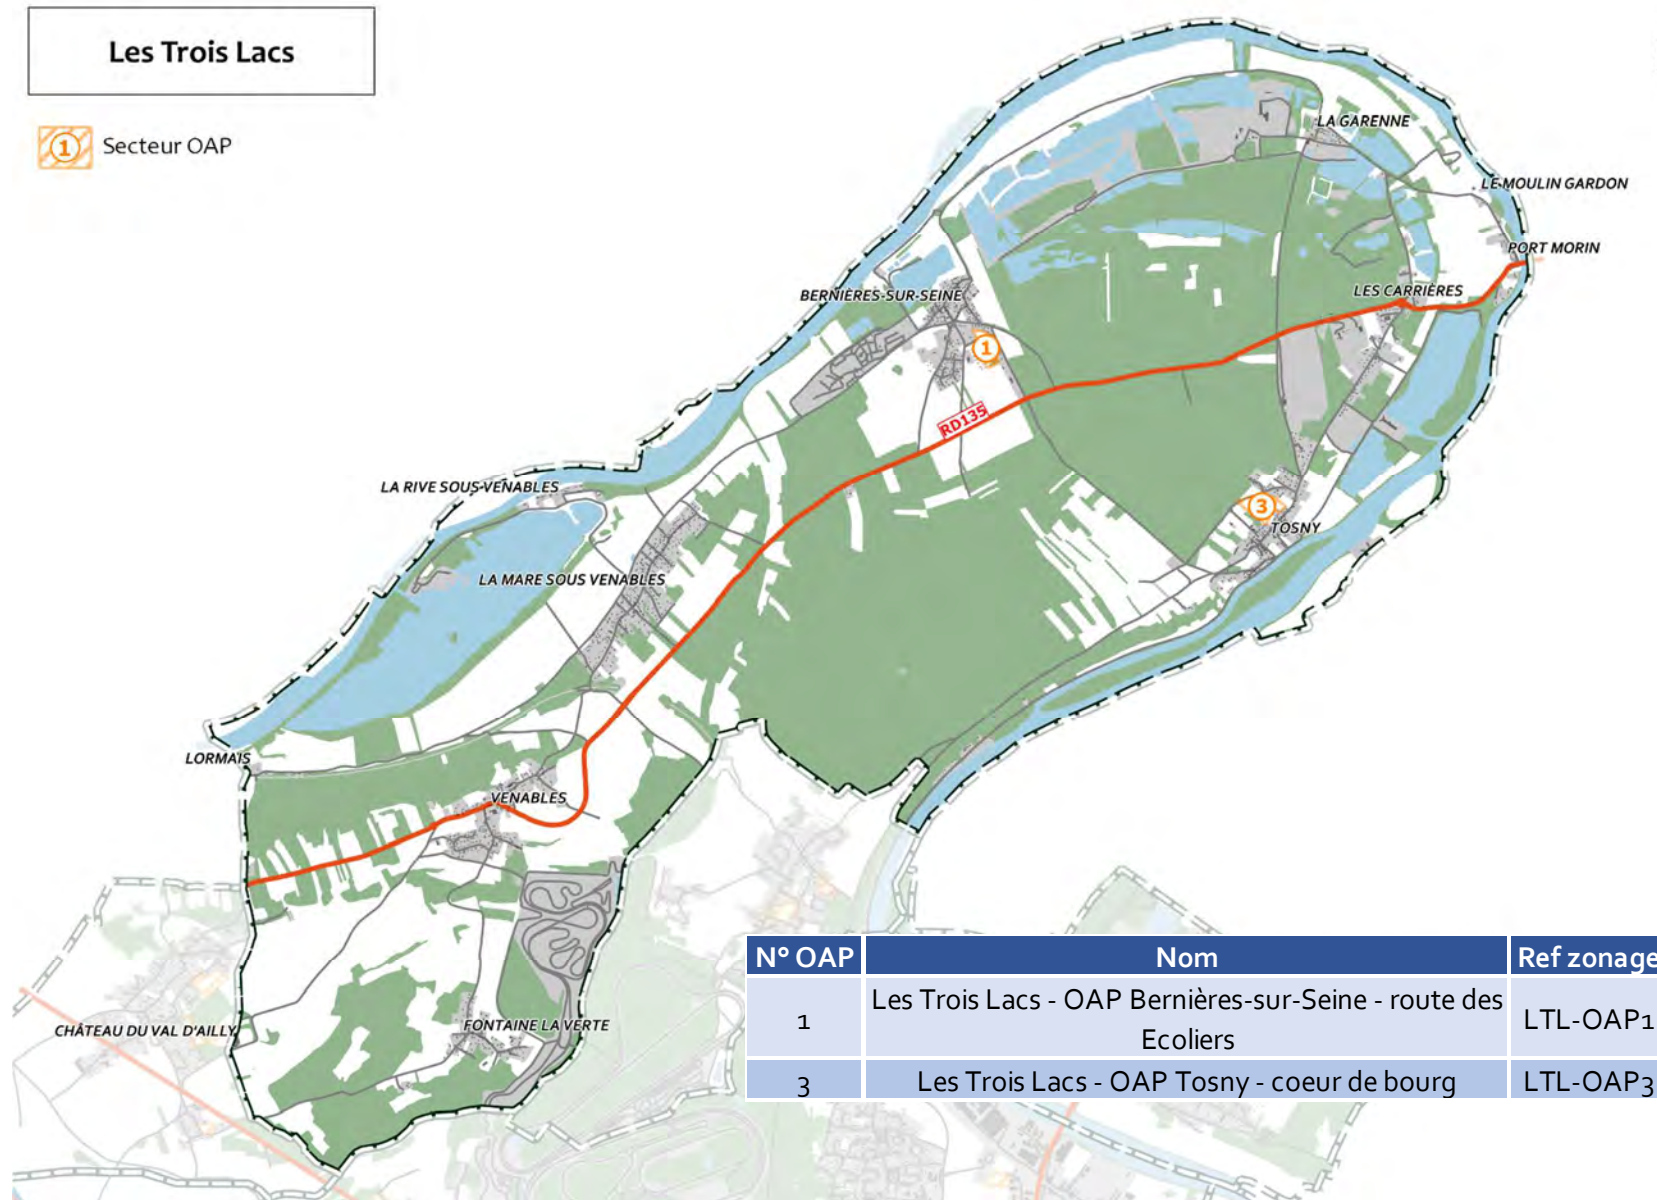 Les Trois Lacs
1 Secteur OAP
LA GARENNE
LE MOULIN GARDON
PORT MORIN
LES CARRIÈRES
BERNIÈRES-SUR-SEINE
1
RD135
LA RIVE SOUS-VENABLES
3
TOSNY
LA MARE SOUS VENABLES
LORMAIS
VENABLES
CHÂTEAU DU VAL D'AILLY
FONTAINE LA VERTE
N° OAP Nom Ref zonage
1 Les Trois Lacs - OAP Bernières-sur-Seine - route des
Ecoliers LTL-OAP1
3 Les Trois Lacs - OAP Tosny - coeur de bourg LTL-OAP3